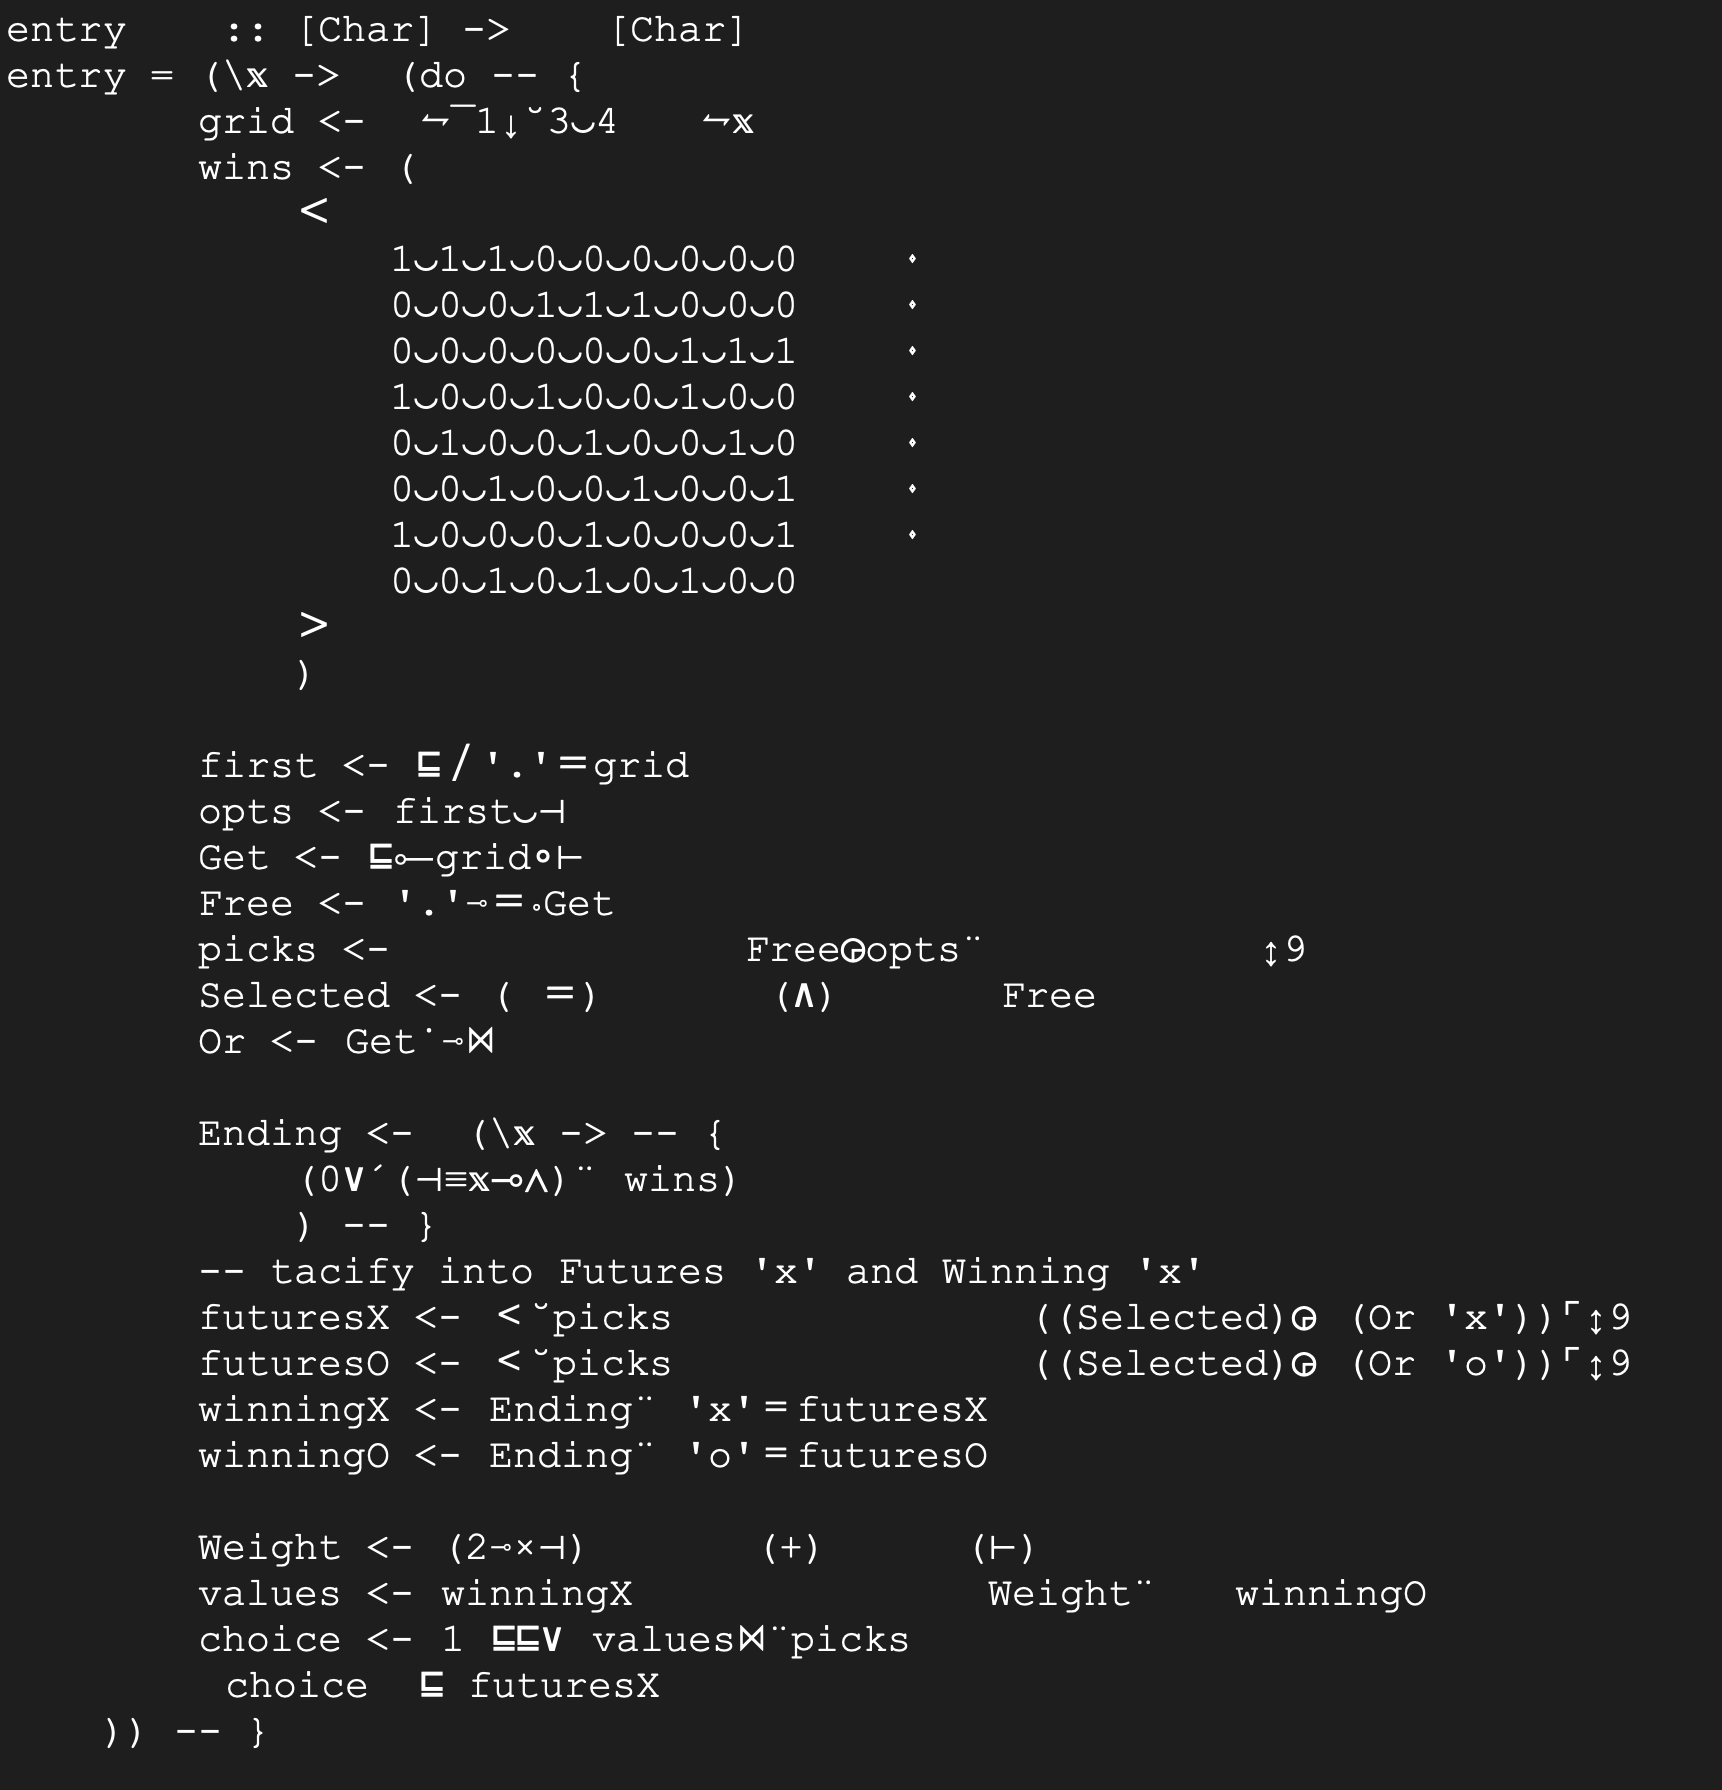 entry    :: [Char] ->    [Char]
entry = (\𝕩 ->  (do -- {
        grid <-  ⥊¯1↓˘3‿4   ⥊𝕩
        wins <- (
            <
                1‿1‿1‿0‿0‿0‿0‿0‿0    ⋄
                0‿0‿0‿1‿1‿1‿0‿0‿0    ⋄
                0‿0‿0‿0‿0‿0‿1‿1‿1    ⋄
                1‿0‿0‿1‿0‿0‿1‿0‿0    ⋄
                0‿1‿0‿0‿1‿0‿0‿1‿0    ⋄
                0‿0‿1‿0‿0‿1‿0‿0‿1    ⋄
                1‿0‿0‿0‿1‿0‿0‿0‿1    ⋄
                0‿0‿1‿0‿1‿0‿1‿0‿0
            >
            )
        first <- ⊑/'.'=grid
        opts <- first‿⊣
        Get <- ⊑⟜grid∘⊢
        Free <- '.'⊸=∘Get
        picks <-               Free◶opts¨            ↕9
        Selected <- ( =)       (∧)       Free
        Or <- Get˙⊸⋈
        Ending <-  (\𝕩 -> -- {
            (0∨´(⊣≡𝕩⊸∧)¨ wins)
            ) -- }
        -- tacify into Futures 'x' and Winning 'x'
        futuresX <- <˘picks               ((Selected)◶ (Or 'x'))⌜↕9
        futuresO <- <˘picks               ((Selected)◶ (Or 'o'))⌜↕9
        winningX <- Ending¨ 'x'=futuresX
        winningO <- Ending¨ 'o'=futuresO
        Weight <- (2⊸×⊣)       (+)      (⊢)
        values <- winningX               Weight¨   winningO
        choice <- 1 ⊑⊑∨ values⋈¨picks
         choice  ⊑ futuresX
    )) -- }